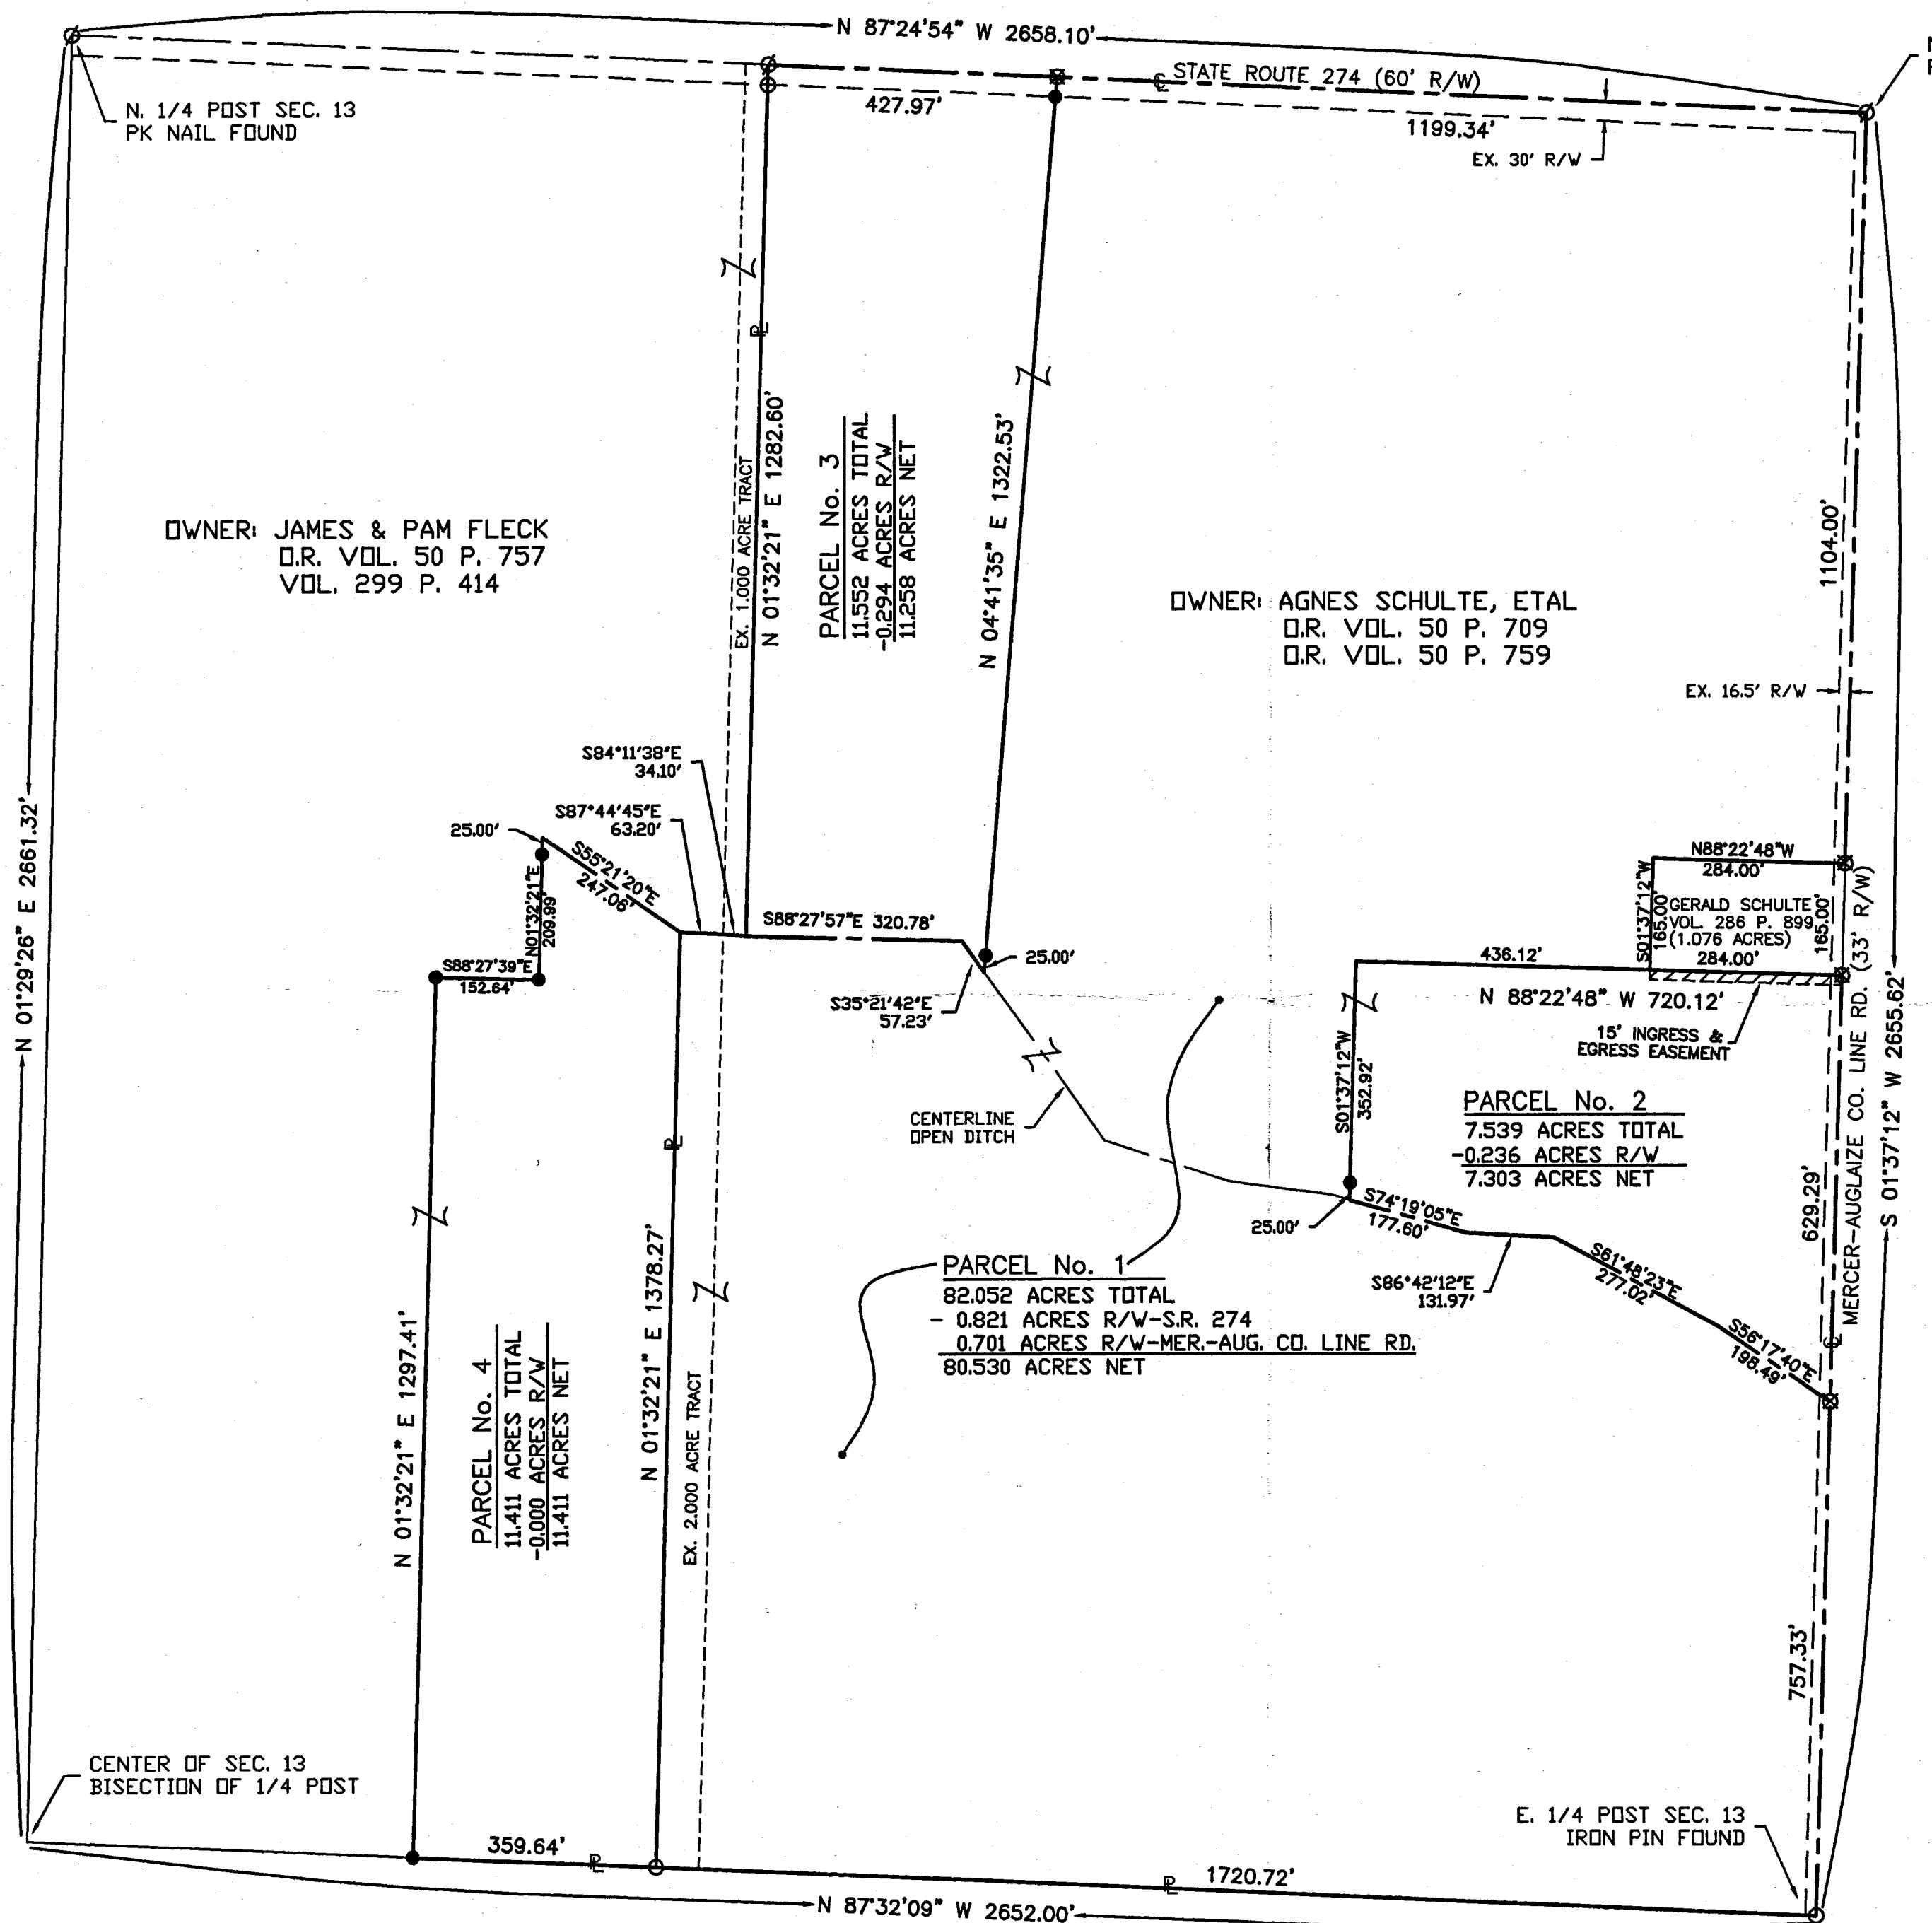 N 87°24'54" W 2658.10'
STATE ROUTE 274 (60' R/W)
427.97'
1199.34'
EX. 30' R/W
N. 1/4 POST SEC. 13
PK NAIL FOUND
N 01°29'26" E 2661.32'
OWNER: JAMES & PAM FLECK
O.R. VOL. 50 P. 757
VOL. 299 P. 414
EX. 1.000 ACRE TRACT
N 01°32'21" E 1282.60'
PARCEL No. 3
11.552 ACRES TOTAL
-0.294 ACRES R/W
11.258 ACRES NET
N 04°41'35" E 1322.53'
OWNER: AGNES SCHULTE, ETAL
O.R. VOL. 50 P. 709
O.R. VOL. 50 P. 759
1104.00'
EX. 16.5' R/W
S84°11'38"E
34.10'
S87°44'45"E
63.20'
25.00'
S55°21'20"E
247.06'
N01°32'21"E
209.99'
S88°27'39"E
152.64'
S88°27'57"E 320.78'
25.00'
S35°21'42"E
57.23'
N88°22'48"W
284.00'
S01°37'12"W
165.00'
GERALD SCHULTE
VOL. 286 P. 899
(1.076 ACRES)
165.00'
284.00'
436.12'
N 88°22'48" W 720.12'
15' INGRESS &
EGRESS EASEMENT
MERCER-AUGLAIZE CO. LINE RD. (33' R/W)
S 01°37'12" W 2655.62'
S01°37'12"W
352.92'
CENTERLINE
OPEN DITCH
PARCEL No. 2
7.539 ACRES TOTAL
-0.236 ACRES R/W
7.303 ACRES NET
629.29'
25.00'
S74°19'05"E
177.60'
S86°42'12"E
131.97'
S61°48'23"E
277.02'
S56°17'40"E
198.49'
PARCEL No. 1
82.052 ACRES TOTAL
- 0.821 ACRES R/W-S.R. 274
0.701 ACRES R/W-MER.-AUG. CO. LINE RD.
80.530 ACRES NET
N 01°32'21" E 1297.41'
PARCEL No. 4
11.411 ACRES TOTAL
-0.000 ACRES R/W
11.411 ACRES NET
N 01°32'21" E 1378.27'
EX. 2.000 ACRE TRACT
757.33'
CENTER OF SEC. 13
BISECTION OF 1/4 POST
E. 1/4 POST SEC. 13
IRON PIN FOUND
359.64'
1720.72'
N 87°32'09" W 2652.00'